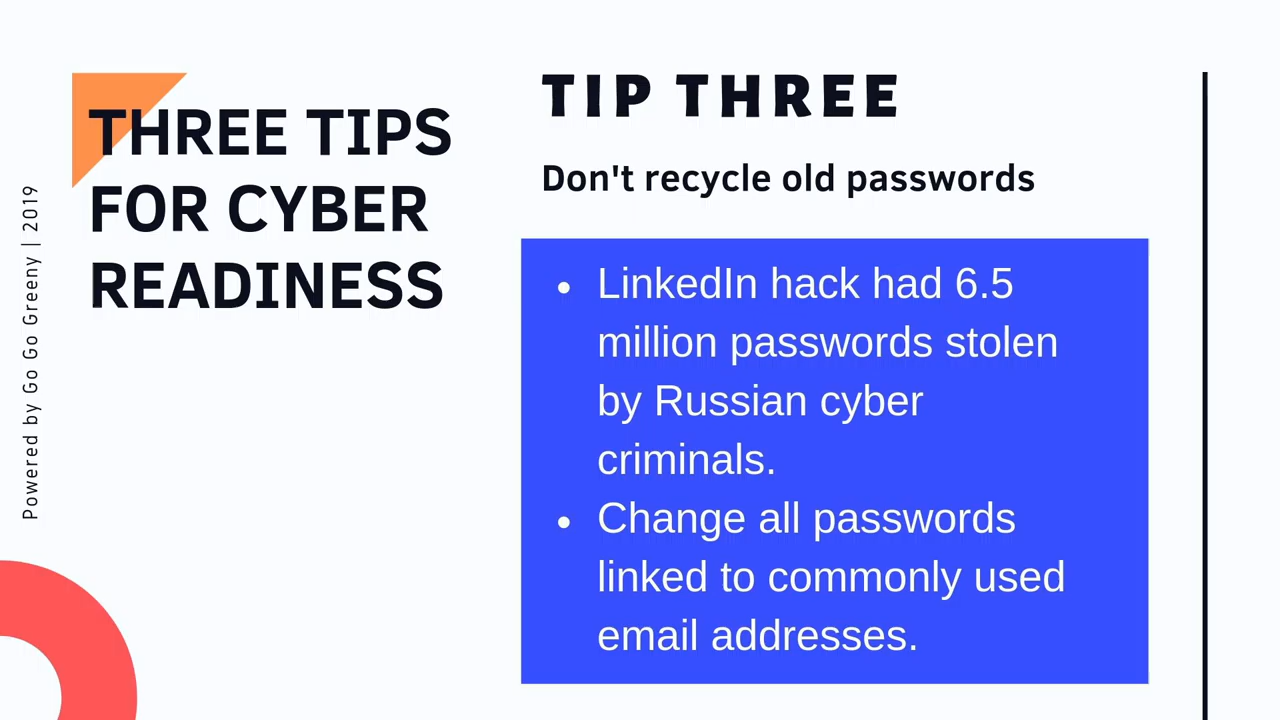 THREE TIPS
FOR CYBER
READINESS
Powered by Go Go Greeny | 2019
TIP THREE
Don't recycle old passwords
• LinkedIn hack had 6.5
million passwords stolen
by Russian cyber
criminals.
• Change all passwords
linked to commonly used
email addresses.